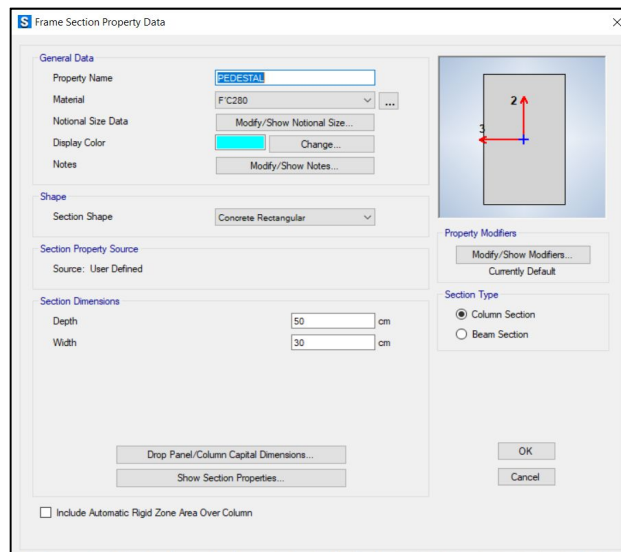 S Frame Section Property Data
General Data
Property Name PEDESTAL
Material F'C280 ...
Notional Size Data Modify/Show Notional Size...
Display Color Change...
Notes Modify/Show Notes...
Shape
Section Shape Concrete Rectangular
Section Property Source
Source: User Defined
Section Dimensions
Depth 50 cm
Width 30 cm
Drop Panel/Column Capital Dimensions...
Show Section Properties...
Include Automatic Rigid Zone Area Over Column
2
3
Property Modifiers
Modify/Show Modifiers...
Currently Default
Section Type
Column Section
Beam Section
OK
Cancel